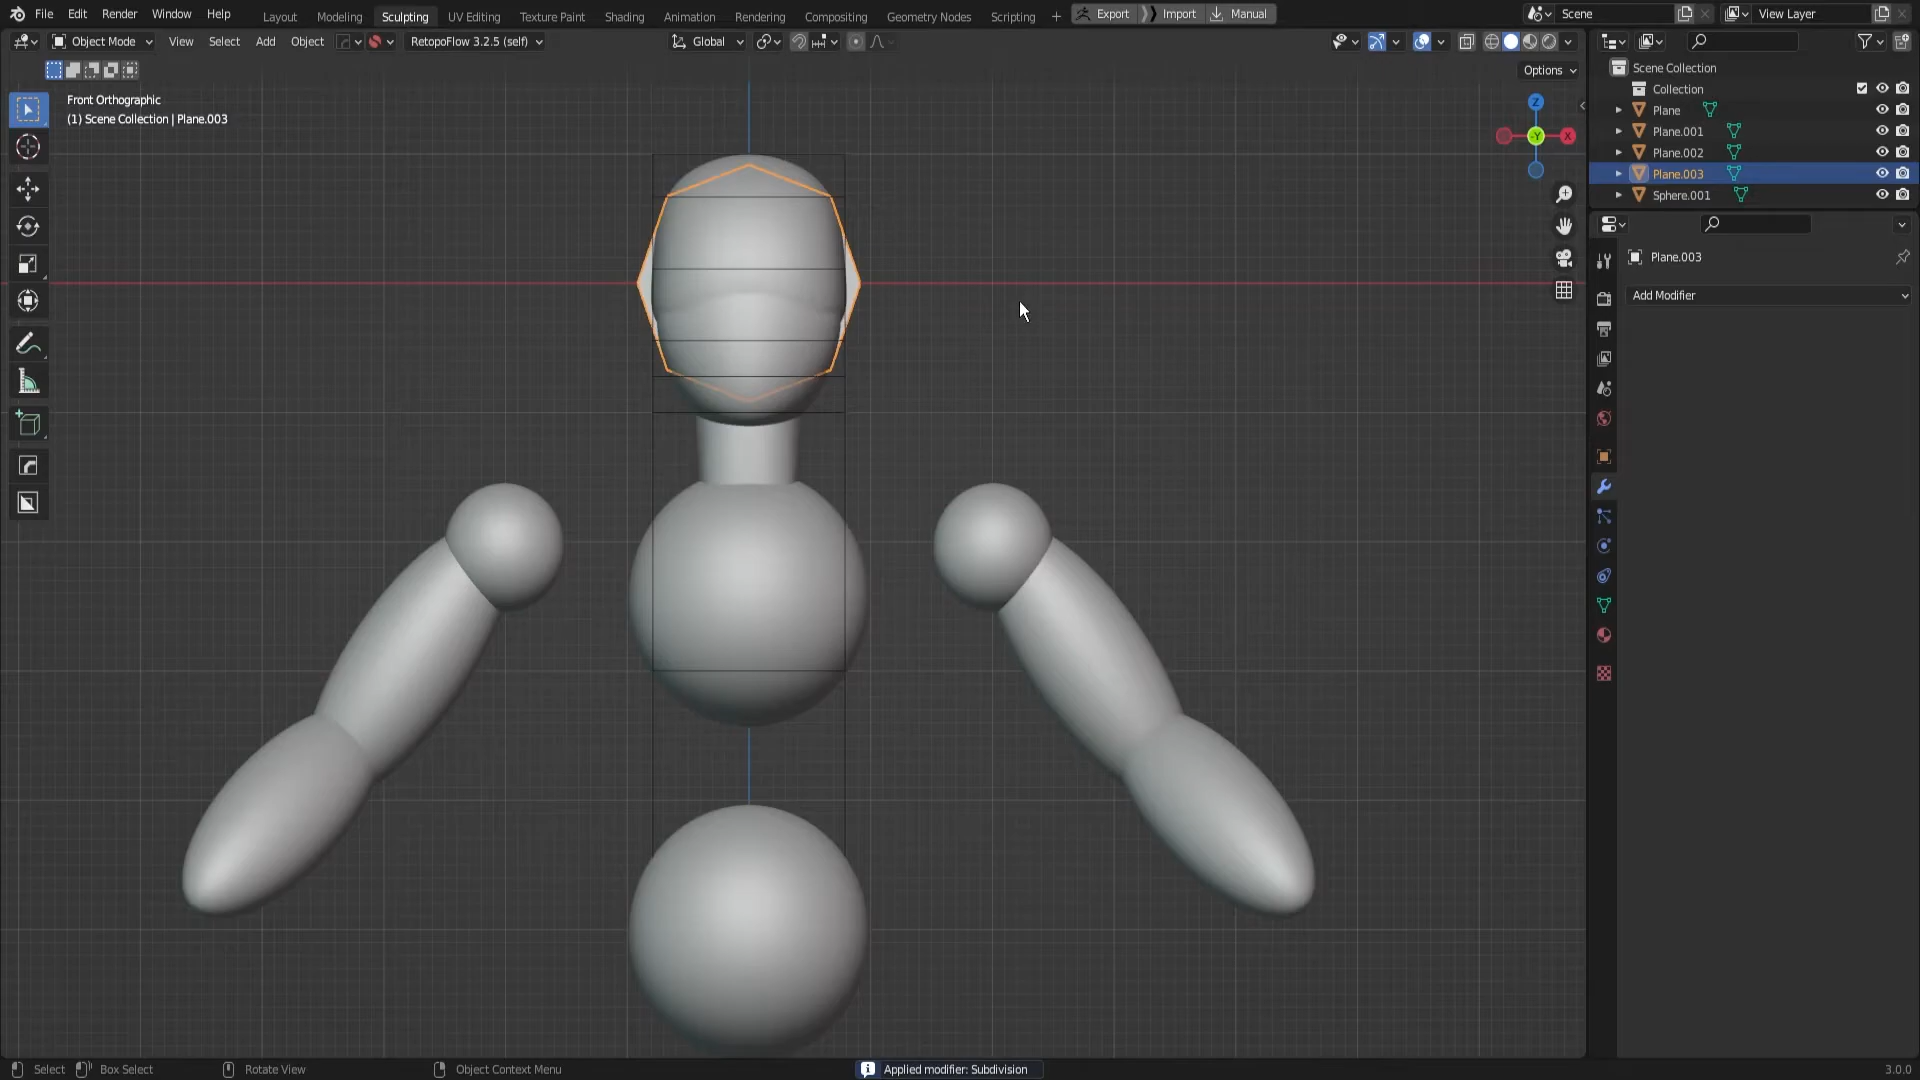 File Edit Render Window Help Layout Modeling Sculpting UV Editing Texture Paint Shading Animation Rendering Compositing Geometry Nodes Scripting + Export Import Manual Scene View Layer
Object Mode View Select Add Object RetopoFlow 3.2.5 (self) Global
Options
Front Orthographic
(1) Scene Collection | Plane.003
Z
Y
X
Scene Collection
Collection
Plane
Plane.001
Plane.002
Plane.003
Sphere.001
Plane.003
Add Modifier
Select Box Select Rotate View Object Context Menu Applied modifier: Subdivision 3.0.0